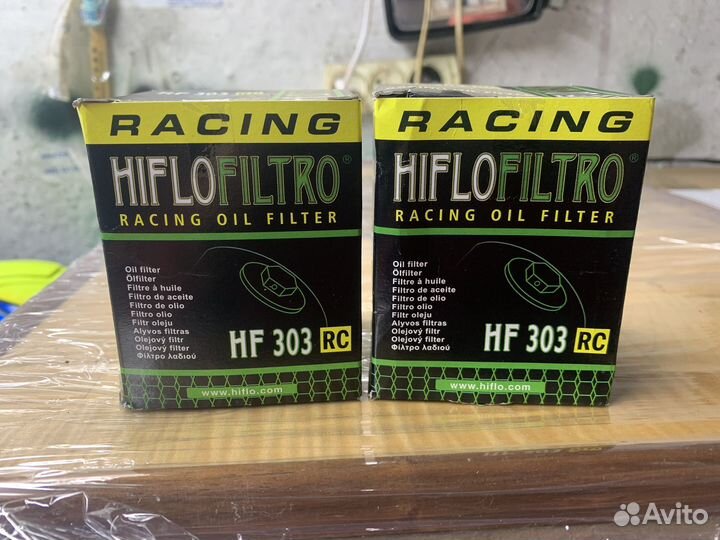 RACING
HIFLOFILTRO®
RACING OIL FILTER
Oil filter
Ölfilter
Filtre à huile
Filtro de aceite
Filtro de olio
Filtro olio
Filtr oleju
Alyvos filtras
Olejový filtr
Olejový filter
Φίλτρο λαδιού
HF 303 RC
www.hiflo.com
RACING
HIFLOFILTRO®
RACING OIL FILTER
Oil filter
Ölfilter
Filtre à huile
Filtro de aceite
Filtro de olio
Filtro olio
Filtr oleju
Alyvos filtras
Olejový filtr
Olejový filter
Φίλτρο λαδιού
HF 303 RC
www.hiflo.com
Avito